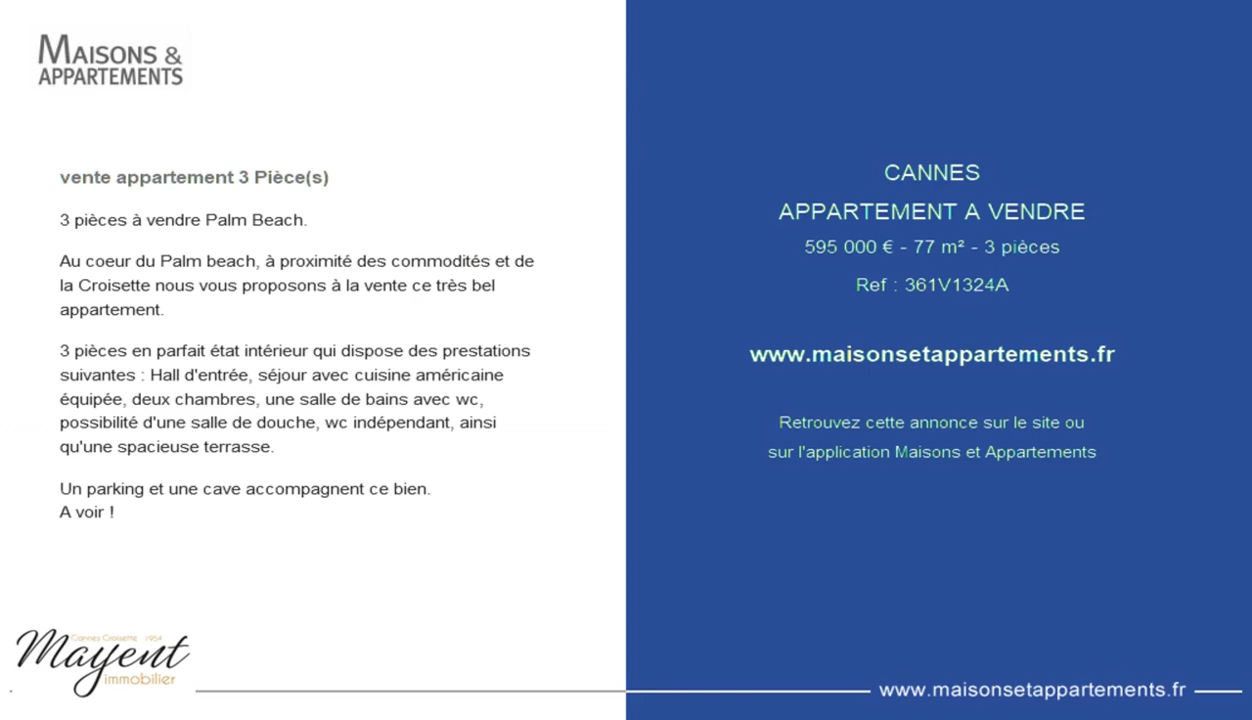 MAISONS &
APPARTEMENTS
vente appartement 3 Pièce(s)
3 pièces à vendre Palm Beach.
Au coeur du Palm beach, à proximité des commodités et de
la Croisette nous vous proposons à la vente ce très bel
appartement.
3 pièces en parfait état intérieur qui dispose des prestations
suivantes : Hall d'entrée, séjour avec cuisine américaine
équipée, deux chambres, une salle de bains avec wc,
possibilité d'une salle de douche, wc indépendant, ainsi
qu'une spacieuse terrasse.
Un parking et une cave accompagnent ce bien.
A voir !
Cannes Croisette 1954
Mayent
immobilier
CANNES
APPARTEMENT A VENDRE
595 000 € - 77 m² - 3 pièces
Ref : 361V1324A
www.maisonsetappartements.fr
Retrouvez cette annonce sur le site ou
sur l'application Maisons et Appartements
www.maisonsetappartements.fr